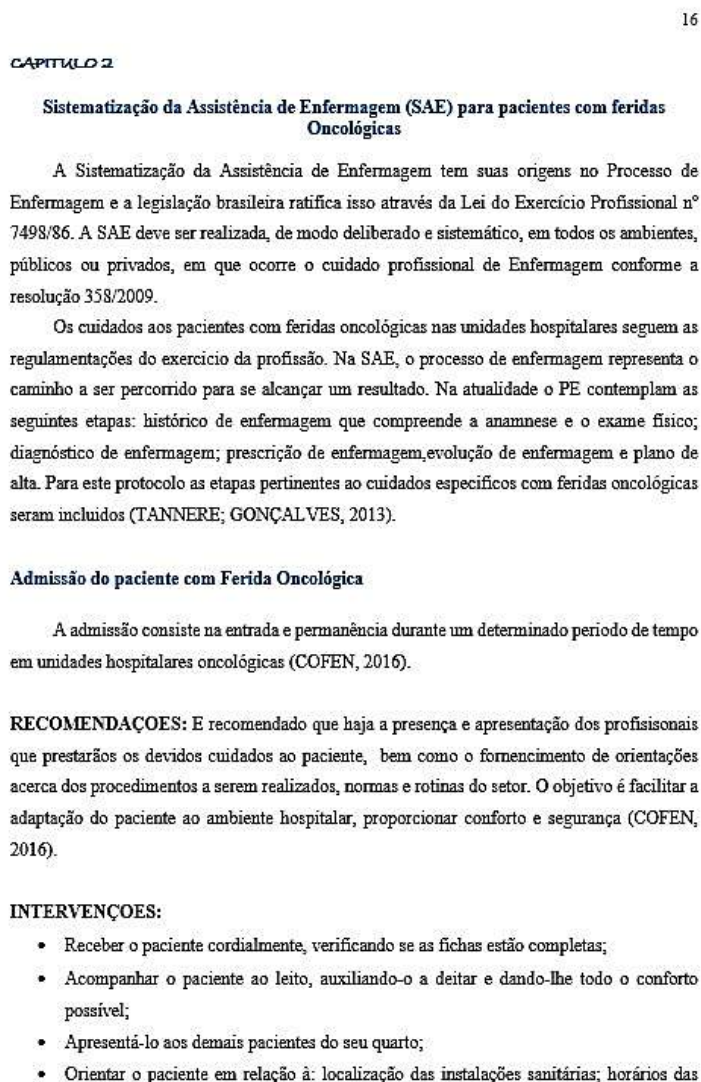 16
CAPITULO 2
Sistematização da Assistência de Enfermagem (SAE) para pacientes com feridas
Oncológicas
A Sistematização da Assistência de Enfermagem tem suas origens no Processo de
Enfermagem e a legislação brasileira ratifica isso através da Lei do Exercício Profissional nº
7498/86. A SAE deve ser realizada, de modo deliberado e sistemático, em todos os ambientes,
públicos ou privados, em que ocorre o cuidado profissional de Enfermagem conforme a
resolução 358/2009.
Os cuidados aos pacientes com feridas oncológicas nas unidades hospitalares seguem as
regulamentações do exercicio da profissão. Na SAE, o processo de enfermagem representa o
caminho a ser percorrido para se alcançar um resultado. Na atualidade o PE contemplam as
seguintes etapas: histórico de enfermagem que compreende a anamnese e o exame físico;
diagnóstico de enfermagem; prescrição de enfermagem,evolução de enfermagem e plano de
alta. Para este protocolo as etapas pertinentes ao cuidados especificos com feridas oncológicas
seram incluidos (TANNERE; GONÇALVES, 2013).
Admissão do paciente com Ferida Oncológica
A admissão consiste na entrada e permanência durante um determinado periodo de tempo
em unidades hospitalares oncológicas (COFEN, 2016).
RECOMENDAÇOES: E recomendado que haja a presença e apresentação dos profisisonais
que prestarãos os devidos cuidados ao paciente, bem como o fornencimento de orientações
acerca dos procedimentos a serem realizados, normas e rotinas do setor. O objetivo é facilitar a
adaptação do paciente ao ambiente hospitalar, proporcionar conforto e segurança (COFEN,
2016).
INTERVENÇOES:
• Receber o paciente cordialmente, verificando se as fichas estão completas;
• Acompanhar o paciente ao leito, auxiliando-o a deitar e dando-lhe todo o conforto
possível;
• Apresentá-lo aos demais pacientes do seu quarto;
• Orientar o paciente em relação à: localização das instalações sanitárias; horários das